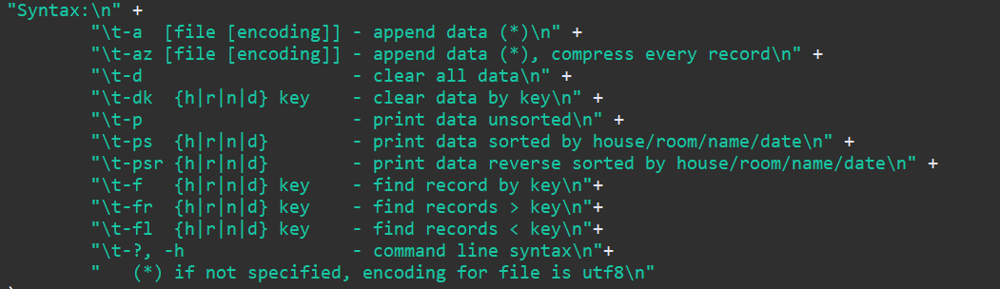 "Syntax:\n" +
"\t-a  [file [encoding]] - append data (*)\n" +
"\t-az [file [encoding]] - append data (*), compress every record\n" +
"\t-d                    - clear all data\n" +
"\t-dk  {h|r|n|d} key    - clear data by key\n" +
"\t-p                    - print data unsorted\n" +
"\t-ps  {h|r|n|d}        - print data sorted by house/room/name/date\n" +
"\t-psr {h|r|n|d}        - print data reverse sorted by house/room/name/date\n" +
"\t-f   {h|r|n|d} key    - find record by key\n"+
"\t-fr  {h|r|n|d} key    - find records > key\n"+
"\t-fl  {h|r|n|d} key    - find records < key\n"+
"\t-?, -h                - command line syntax\n"+
"   (*) if not specified, encoding for file is utf8\n"